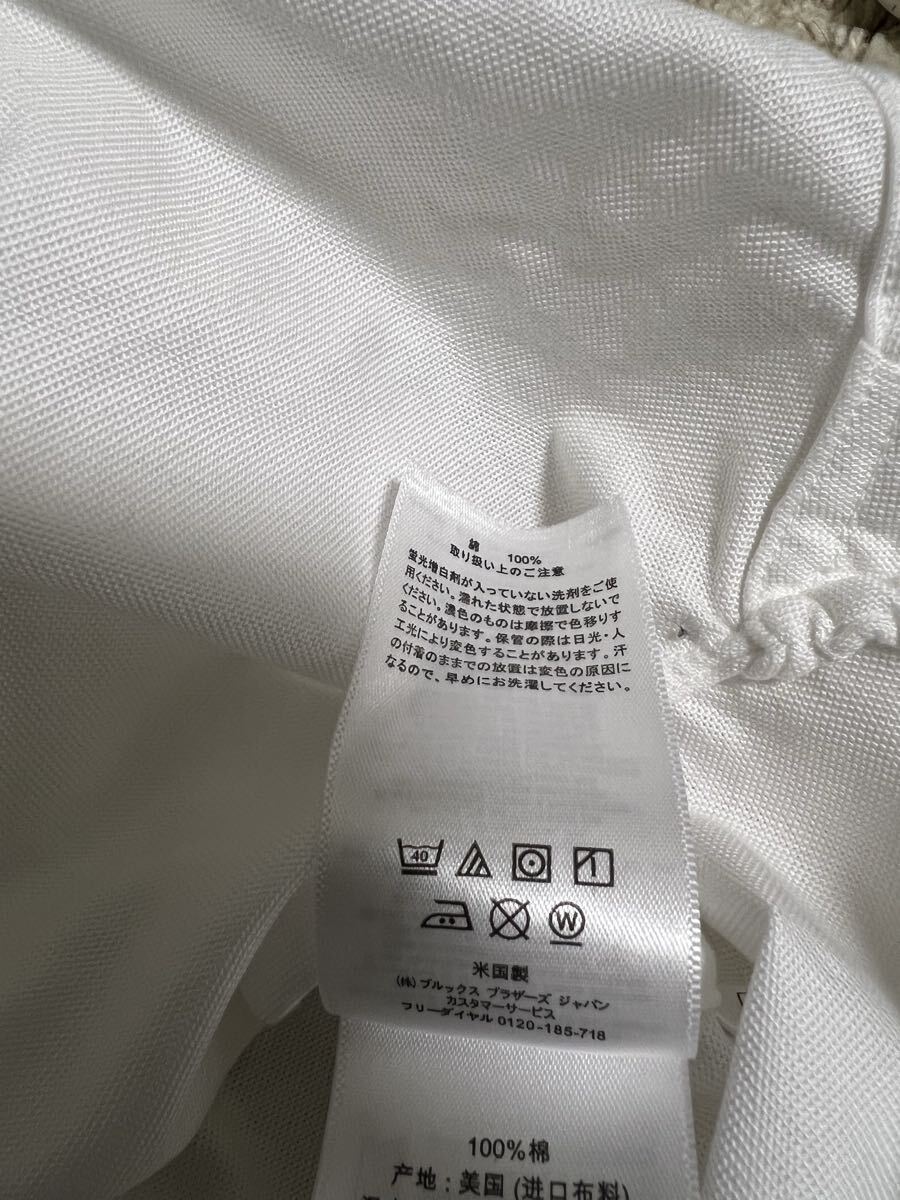 綿 100%
取り扱い上のご注意
蛍光増白剤が入っていない洗剤をご使
用ください。濡れた状態で放置しないで
ください。濃色のものは摩擦で色移りす
ることがあります。保管の際は日光・人
工光により変色することがあります。汗
の付着のままでの放置は変色の原因に
なるので、早めにお洗濯してください。
40
1
W
米国製
(株) ブルックス ブラザーズ ジャパン
カスタマーサービス
フリーダイヤル 0120-185-718
100%棉
产地:美国 (进口布料)